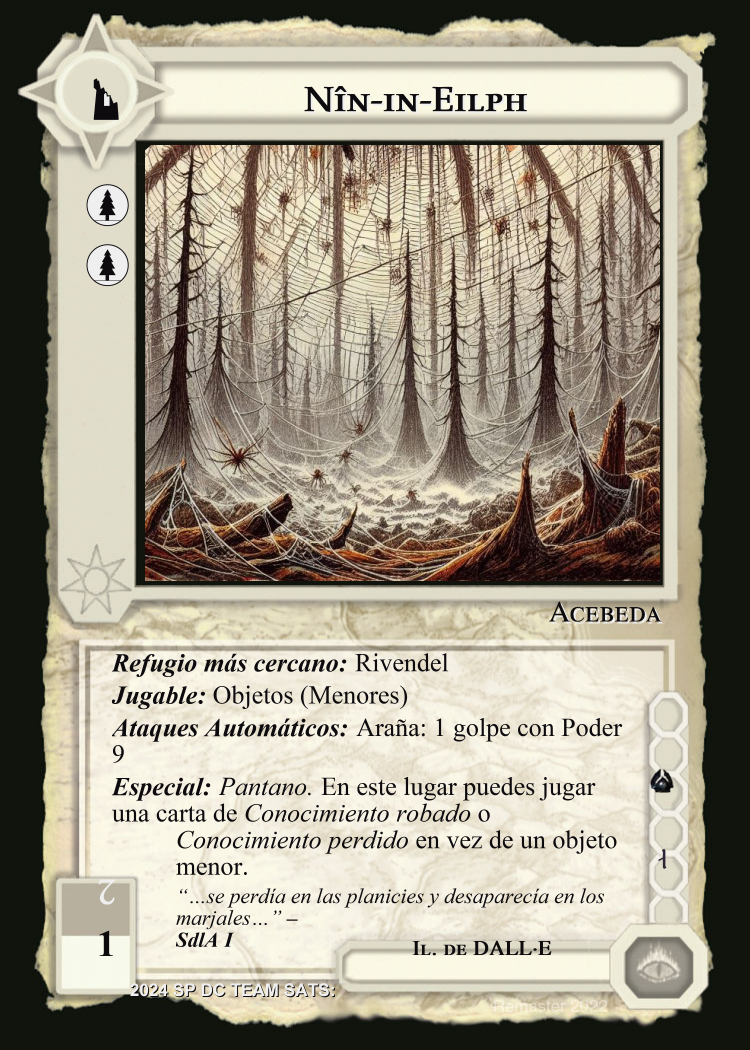 Nîn-in-Eilph
Acebeda
Refugio más cercano: Rivendel
Jugable: Objetos (Menores)
Ataques Automáticos: Araña: 1 golpe con Poder
9
Especial: Pantano. En este lugar puedes jugar
una carta de Conocimiento robado o
Conocimiento perdido en vez de un objeto
menor.
“...se perdía en las planicies y desaparecía en los
marjales...” –
SdlA I
2
1
Il. de DALL·E
2024 SP DC TEAM SATS:
Remaster 2022